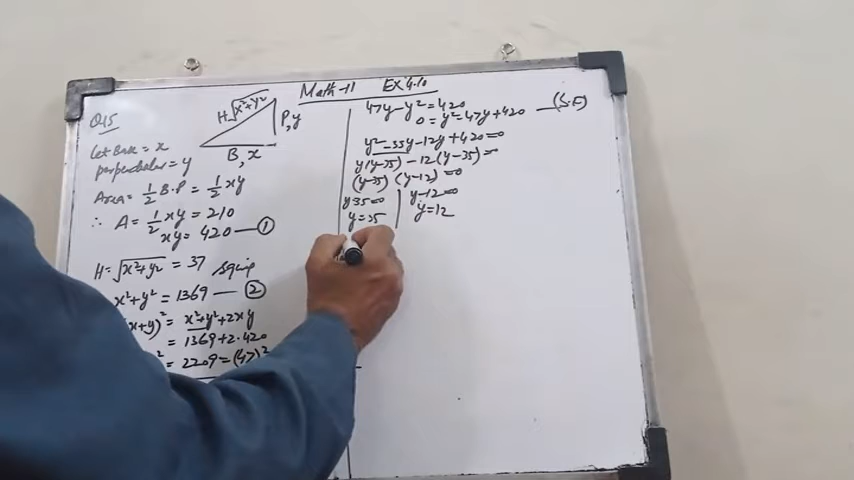 Math-11 Ex 4.10
Q15
H=√x²+y²
P,y
B, x
Let Base = x
perpendicular = y
Area = 1/2 B.P = 1/2 xy
∴ A = 1/2 xy = 210
xy = 420 — ①
H = √x²+y² = 37
x²+y² = 1369 — ②
x+y)² = x²+y²+2xy
= 1369+2.420
² = 2209 = (47)²
47y-y² = 420
0 = y²-47y+420 — (S.F)
y²-35y-12y+420=0
y(y-35)-12(y-35)=0
(y-35) (y-12) =0
y-35=0 | y-12=0
y=35 | y=12